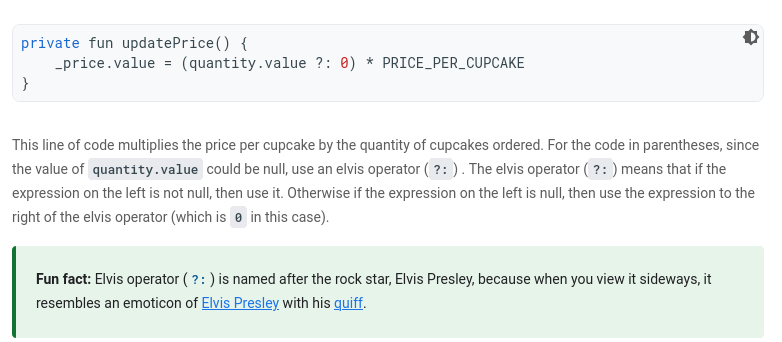 private fun updatePrice() {
    _price.value = (quantity.value ?: 0) * PRICE_PER_CUPCAKE
}
This line of code multiplies the price per cupcake by the quantity of cupcakes ordered. For the code in parentheses, since
the value of quantity.value could be null, use an elvis operator ( ?: ) . The elvis operator ( ?: ) means that if the
expression on the left is not null, then use it. Otherwise if the expression on the left is null, then use the expression to the
right of the elvis operator (which is 0 in this case).
Fun fact: Elvis operator ( ?: ) is named after the rock star, Elvis Presley, because when you view it sideways, it
resembles an emoticon of Elvis Presley with his quiff.